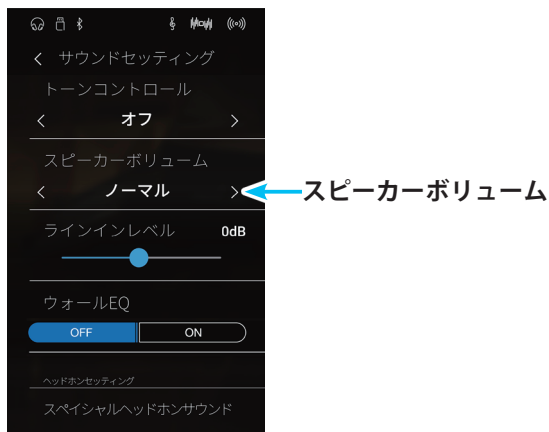 サウンドセッティング
トーンコントロール
オフ
スピーカーボリューム
ノーマル
スピーカーボリューム
ラインインレベル 0dB
ウォールEQ
OFF ON
ヘッドホンセッティング
スペイシャルヘッドホンサウンド